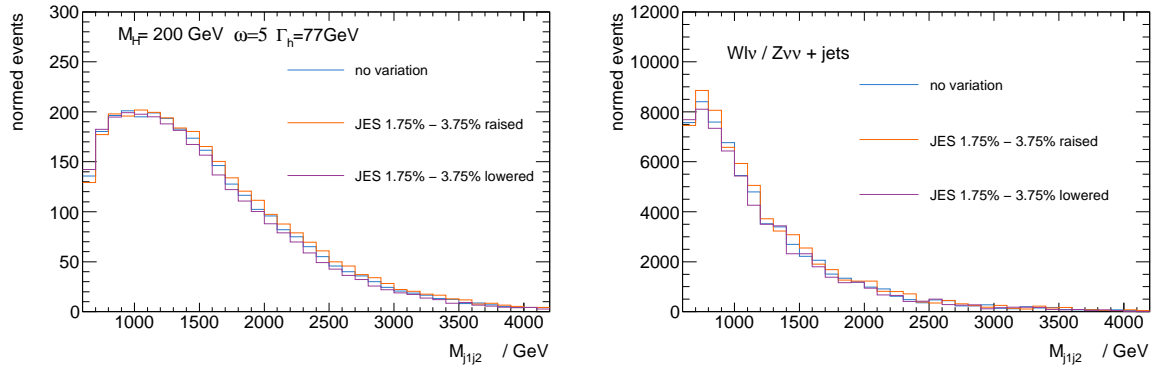 normed events
M_H= 200 GeV ω=5 Γ_h=77GeV
no variation
JES 1.75% − 3.75% raised
JES 1.75% − 3.75% lowered
300
250
200
150
100
50
0
1000 1500 2000 2500 3000 3500 4000
M_j1j2 / GeV
normed events
Wlν / Zνν + jets
no variation
JES 1.75% − 3.75% raised
JES 1.75% − 3.75% lowered
12000
10000
8000
6000
4000
2000
0
1000 1500 2000 2500 3000 3500 4000
M_j1j2 / GeV